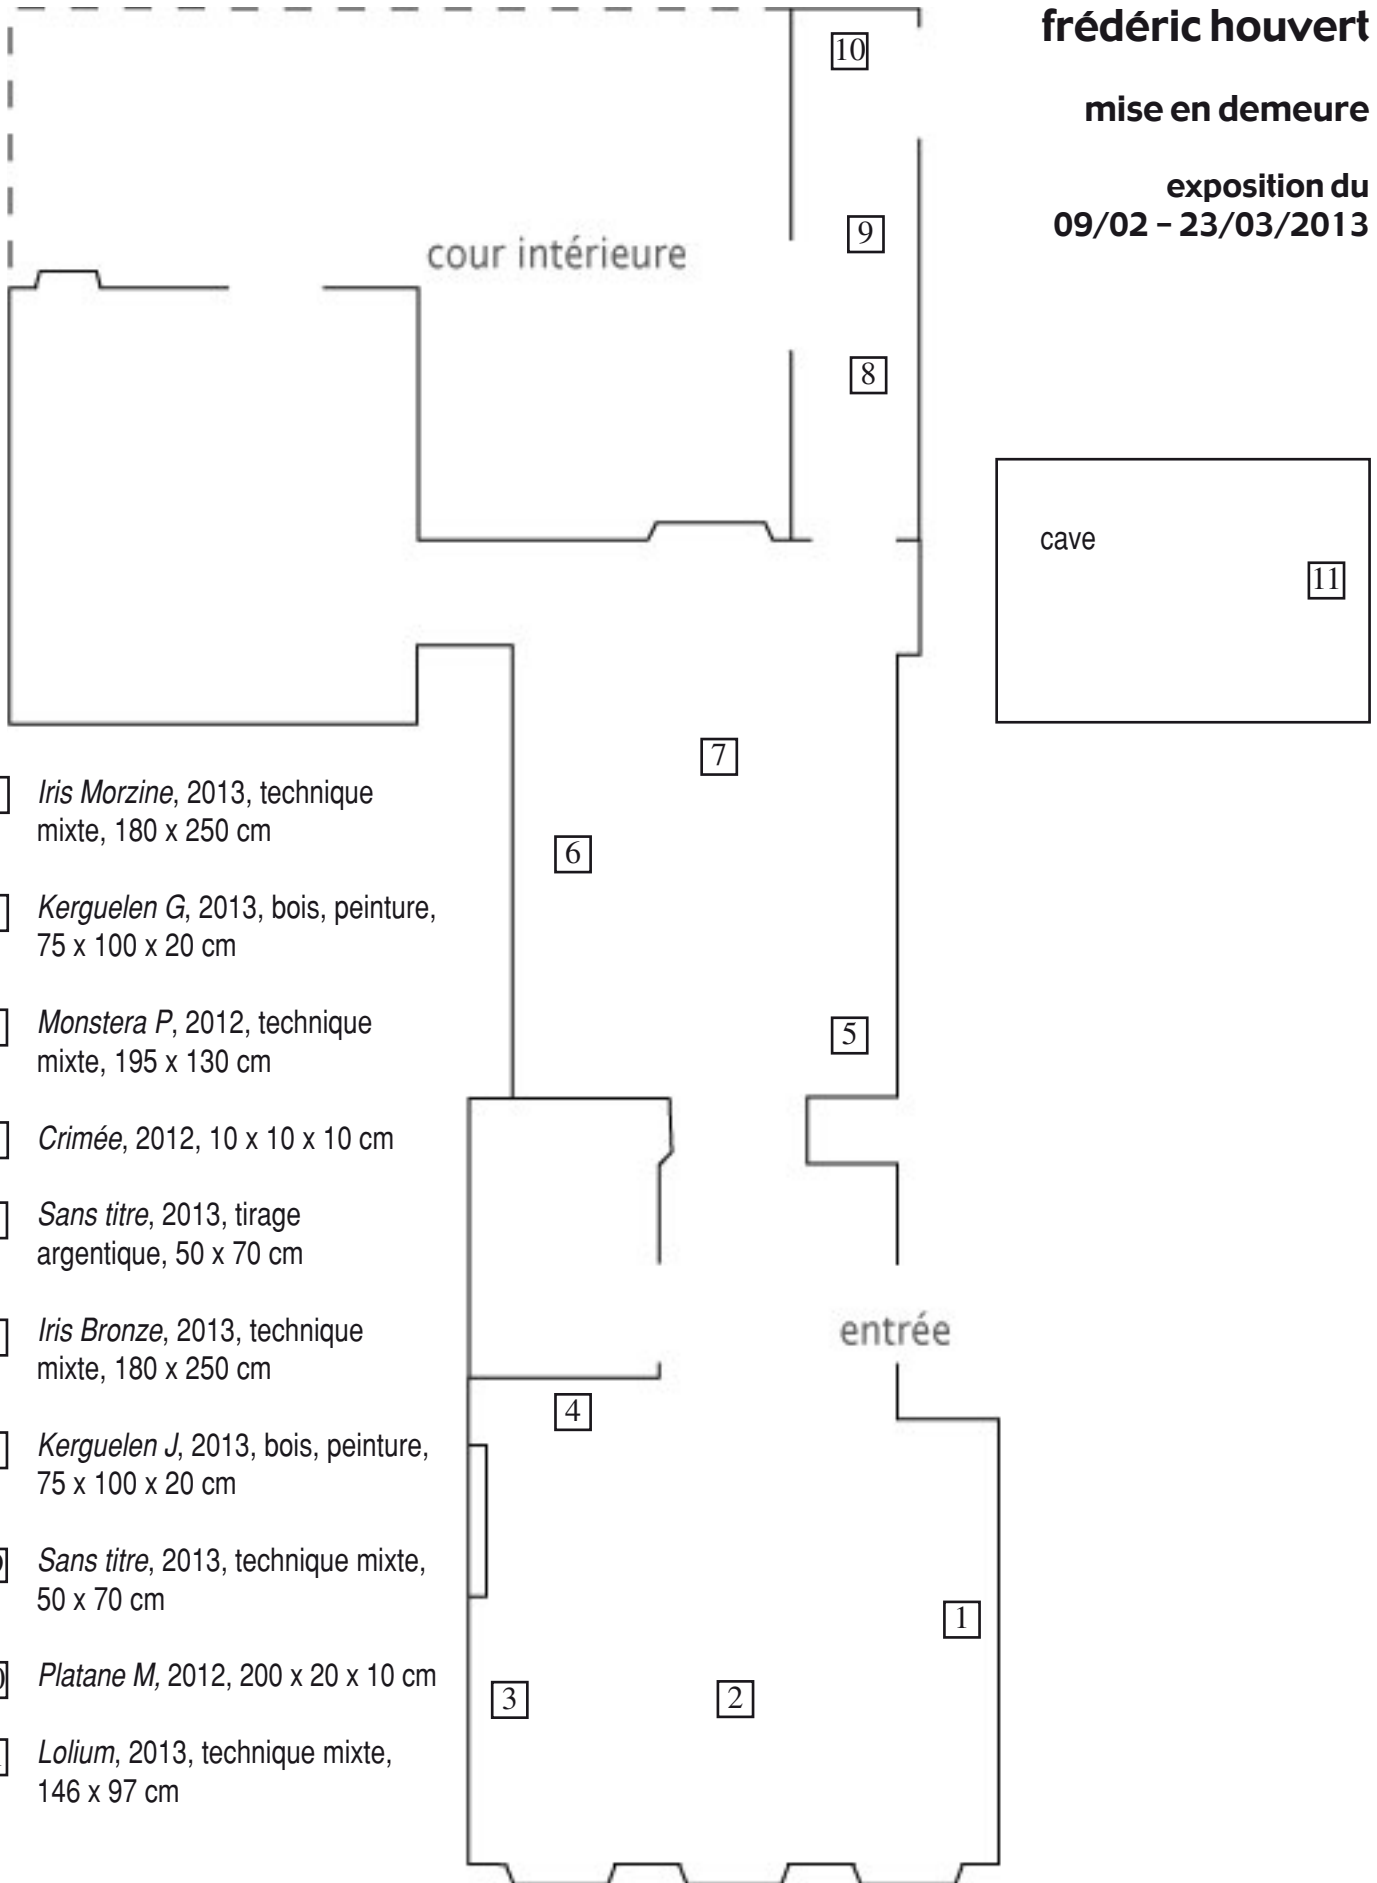 frédéric houvert
mise en demeure
exposition du
09/02 – 23/03/2013
10
9
cour intérieure
8
cave
11
7
6
5
entrée
4
1
3
2
Iris Morzine, 2013, technique
mixte, 180 x 250 cm
Kerguelen G, 2013, bois, peinture,
75 x 100 x 20 cm
Monstera P, 2012, technique
mixte, 195 x 130 cm
Crimée, 2012, 10 x 10 x 10 cm
Sans titre, 2013, tirage
argentique, 50 x 70 cm
Iris Bronze, 2013, technique
mixte, 180 x 250 cm
Kerguelen J, 2013, bois, peinture,
75 x 100 x 20 cm
Sans titre, 2013, technique mixte,
50 x 70 cm
Platane M, 2012, 200 x 20 x 10 cm
Lolium, 2013, technique mixte,
146 x 97 cm